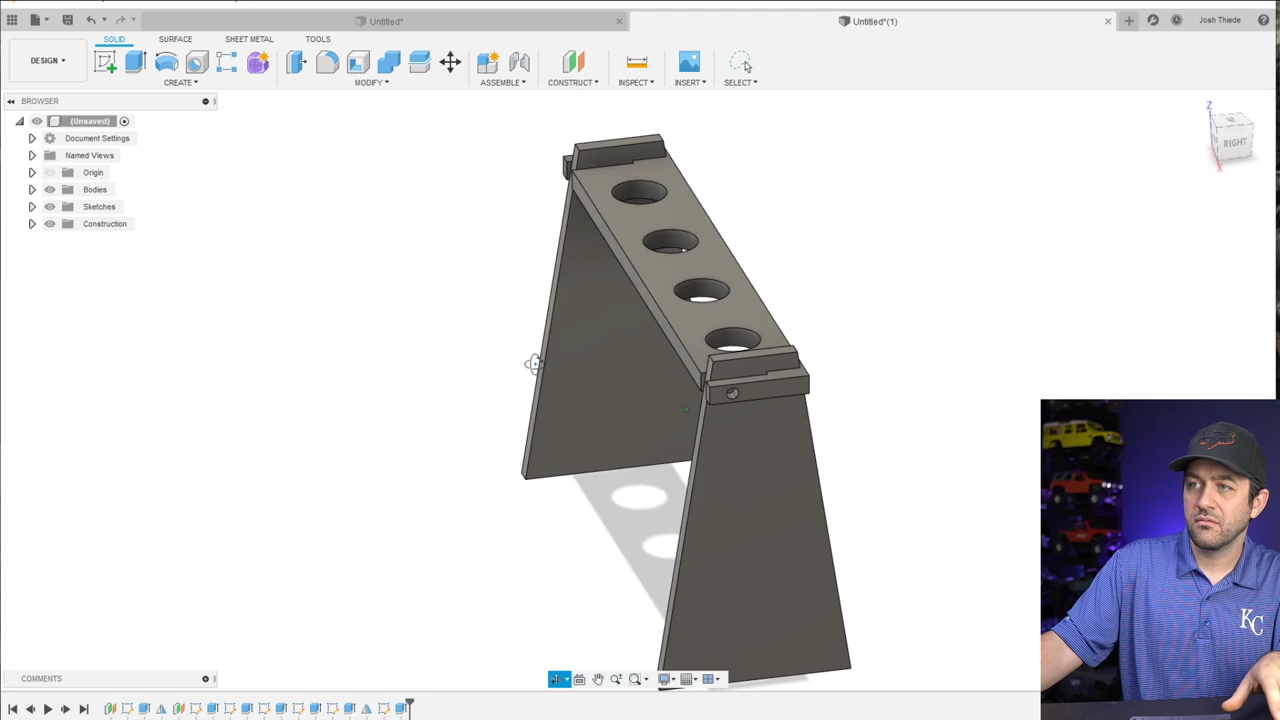 Untitled*
Untitled*(1)
Josh Thiede
DESIGN
SOLID
SURFACE
SHEET METAL
TOOLS
CREATE
MODIFY
ASSEMBLE
CONSTRUCT
INSPECT
INSERT
SELECT
BROWSER
(Unsaved)
Document Settings
Named Views
Origin
Bodies
Sketches
Construction
Z
RIGHT
X
KC
COMMENTS